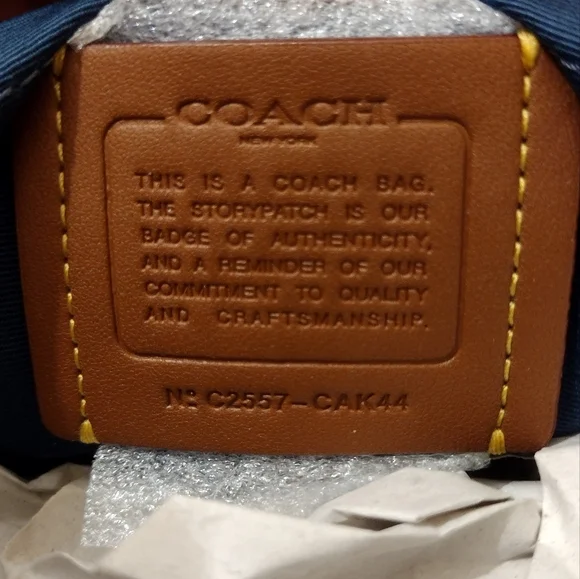 COACH
NEW YORK
THIS IS A COACH BAG.
THE STORYPATCH IS OUR
BADGE OF AUTHENTICITY,
AND A REMINDER OF OUR
COMMITMENT TO QUALITY
AND CRAFTSMANSHIP.
Nº C2557-CAK44